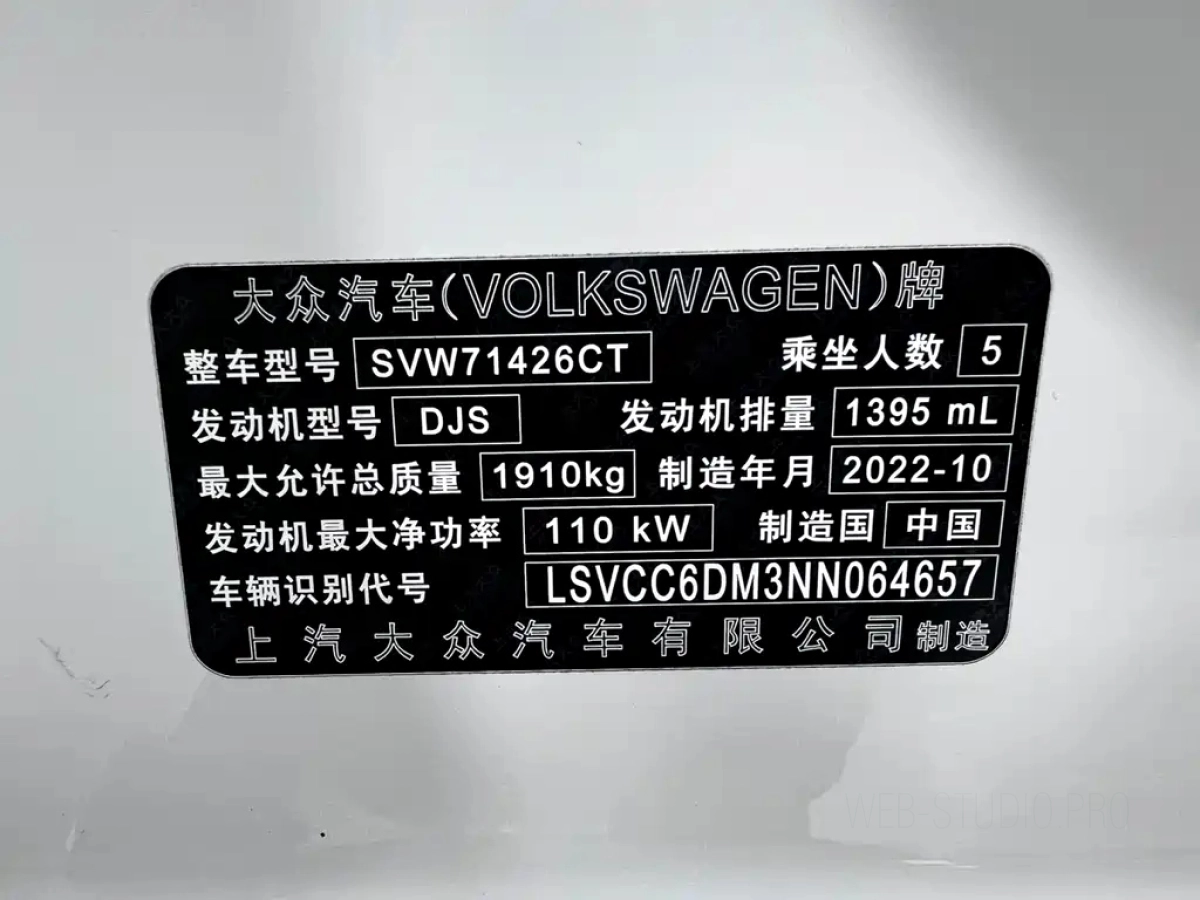 大众汽车(VOLKSWAGEN)牌
整车型号 SVW71426CT 乘坐人数 5
发动机型号 DJS 发动机排量 1395 mL
最大允许总质量 1910kg 制造年月 2022-10
发动机最大净功率 110 kW 制造国 中国
车辆识别代号 LSVCC6DM3NN064657
上汽大众汽车有限公司制造
WEB-STUDIO.PRO